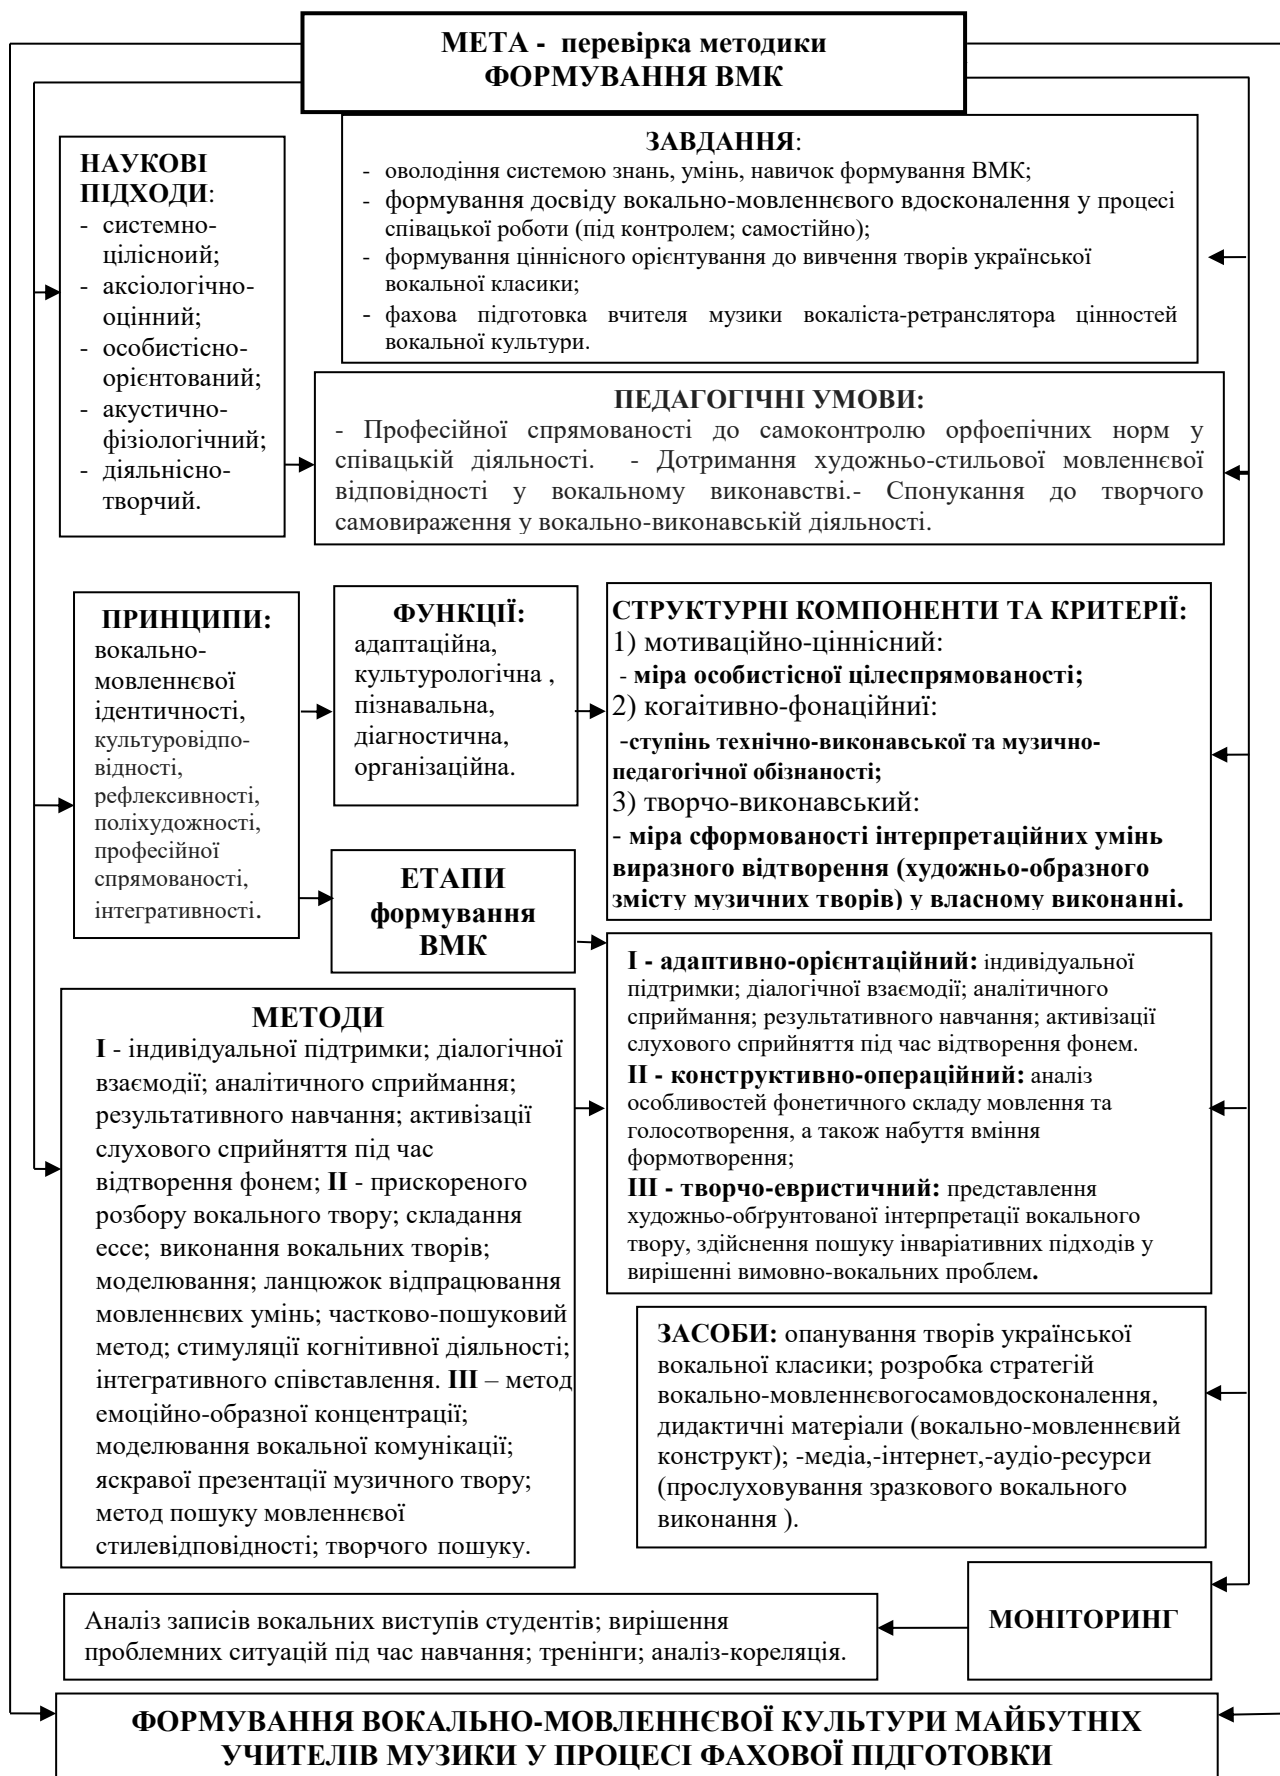 МЕТА - перевірка методики
ФОРМУВАННЯ ВМК
НАУКОВІ
ПІДХОДИ:
- системно-
цілісноий;
- аксіологічно-
оцінний;
- особистісно-
орієнтований;
- акустично-
фізіологічний;
- діяльнісно-
творчий.
ЗАВДАННЯ:
- оволодіння системою знань, умінь, навичок формування ВМК;
- формування досвіду вокально-мовленнєвого вдосконалення у процесі
співацької роботи (під контролем; самостійно);
- формування ціннісного орієнтування до вивчення творів української
вокальної класики;
- фахова підготовка вчителя музики вокаліста-ретранслятора цінностей
вокальної культури.
ПЕДАГОГІЧНІ УМОВИ:
- Професійної спрямованості до самоконтролю орфоепічних норм у
співацькій діяльності. - Дотримання художньо-стильової мовленнєвої
відповідності у вокальному виконавстві.- Спонукання до творчого
самовираження у вокально-виконавській діяльності.
ПРИНЦИПИ:
вокально-
мовленнєвої
ідентичності,
культуровідпо-
відності,
рефлексивності,
поліхудожності,
професійної
спрямованості,
інтегративності.
ФУНКЦІЇ:
адаптаційна,
культурологічна ,
пізнавальна,
діагностична,
організаційна.
СТРУКТУРНІ КОМПОНЕНТИ ТА КРИТЕРІЇ:
1) мотиваційно-ціннісний:
- міра особистісної цілеспрямованості;
2) когаітивно-фонаційниї:
-ступінь технічно-виконавської та музично-
педагогічної обізнаності;
3) творчо-виконавський:
- міра сформованості інтерпретаційних умінь
виразного відтворення (художньо-образного
змісту музичних творів) у власному виконанні.
ЕТАПИ
формування
ВМК
І - адаптивно-орієнтаційний: індивідуальної
підтримки; діалогічної взаємодії; аналітичного
сприймання; результативного навчання; активізації
слухового сприйняття під час відтворення фонем.
ІІ - конструктивно-операційний: аналіз
особливостей фонетичного складу мовлення та
голосотворення, а також набуття вміння
формотворення;
ІІІ - творчо-евристичний: представлення
художньо-обґрунтованої інтерпретації вокального
твору, здійснення пошуку інваріативних підходів у
вирішенні вимовно-вокальних проблем.
МЕТОДИ
І - індивідуальної підтримки; діалогічної
взаємодії; аналітичного сприймання;
результативного навчання; активізації
слухового сприйняття під час
відтворення фонем; ІІ - прискореного
розбору вокального твору; складання
ессе; виконання вокальних творів;
моделювання; ланцюжок відпрацювання
мовленнєвих умінь; частково-пошуковий
метод; стимуляції когнітивної діяльності;
інтегративного співставлення. ІІІ – метод
емоційно-образної концентрації;
моделювання вокальної комунікації;
яскравої презентації музичного твору;
метод пошуку мовленнєвої
стилевідповідності; творчого пошуку.
ЗАСОБИ: опанування творів української
вокальної класики; розробка стратегій
вокально-мовленнєвогосамовдосконалення,
дидактичні матеріали (вокально-мовленнєвий
конструкт); -медіа,-інтернет,-аудіо-ресурси
(прослуховування зразкового вокального
виконання ).
МОНІТОРИНГ
Аналіз записів вокальних виступів студентів; вирішення
проблемних ситуацій під час навчання; тренінги; аналіз-кореляція.
ФОРМУВАННЯ ВОКАЛЬНО-МОВЛЕННЄВОЇ КУЛЬТУРИ МАЙБУТНІХ
УЧИТЕЛІВ МУЗИКИ У ПРОЦЕСІ ФАХОВОЇ ПІДГОТОВКИ